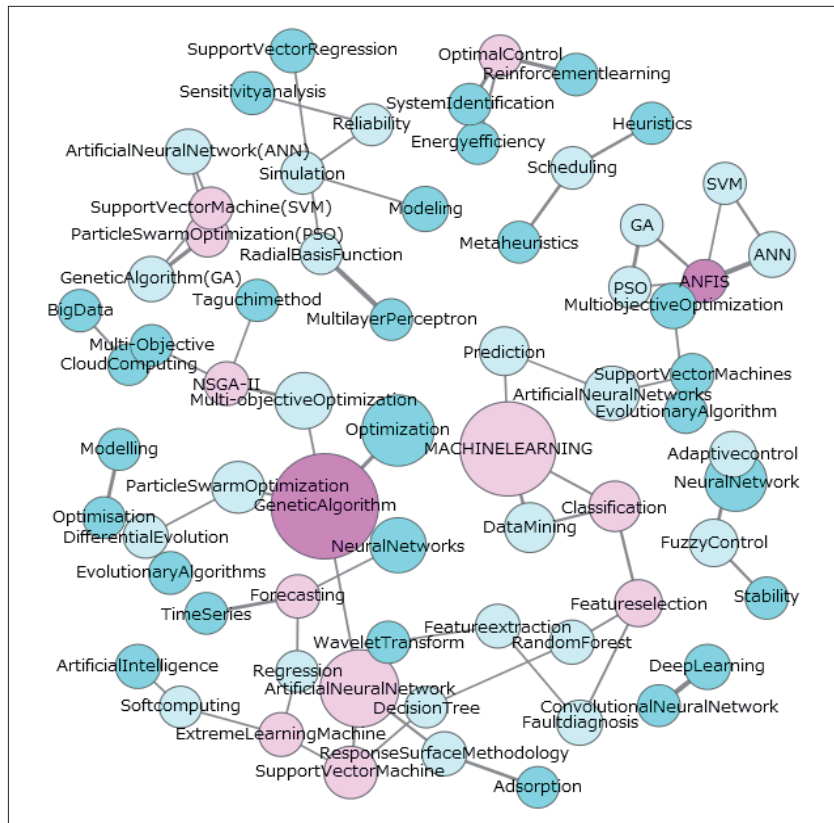 SupportVectorRegression
OptimalControl
Reinforcementlearning
Sensitivityanalysis
SystemIdentification
Reliability
Heuristics
Energyefficiency
ArtificialNeuralNetwork(ANN)
Scheduling
Simulation
SVM
SupportVectorMachine(SVM)
Modeling
GA
ParticleSwarmOptimization(PSO)
Metaheuristics
RadialBasisFunction
ANN
GeneticAlgorithm(GA)
ANFIS
PSO
Taguchimethod
MultiobjectiveOptimization
BigData
MultilayerPerceptron
Multi-Objective
Prediction
CloudComputing
SupportVectorMachines
NSGA-II
ArtificialNeuralNetworks
Multi-objectiveOptimization
EvolutionaryAlgorithm
Optimization
Modelling
MACHINELEARNING
Adaptivecontrol
ParticleSwarmOptimization
NeuralNetwork
GeneticAlgorithm
Classification
Optimisation
DataMining
DifferentialEvolution
NeuralNetworks
FuzzyControl
EvolutionaryAlgorithms
Forecasting
Featureselection
Stability
TimeSeries
Featureextraction
WaveletTransform
RandomForest
ArtificialIntelligence
Regression
DeepLearning
ArtificialNeuralNetwork
Softcomputing
DecisionTree
ConvolutionalNeuralNetwork
Faultdiagnosis
ExtremeLearningMachine
ResponseSurfaceMethodology
SupportVectorMachine
Adsorption